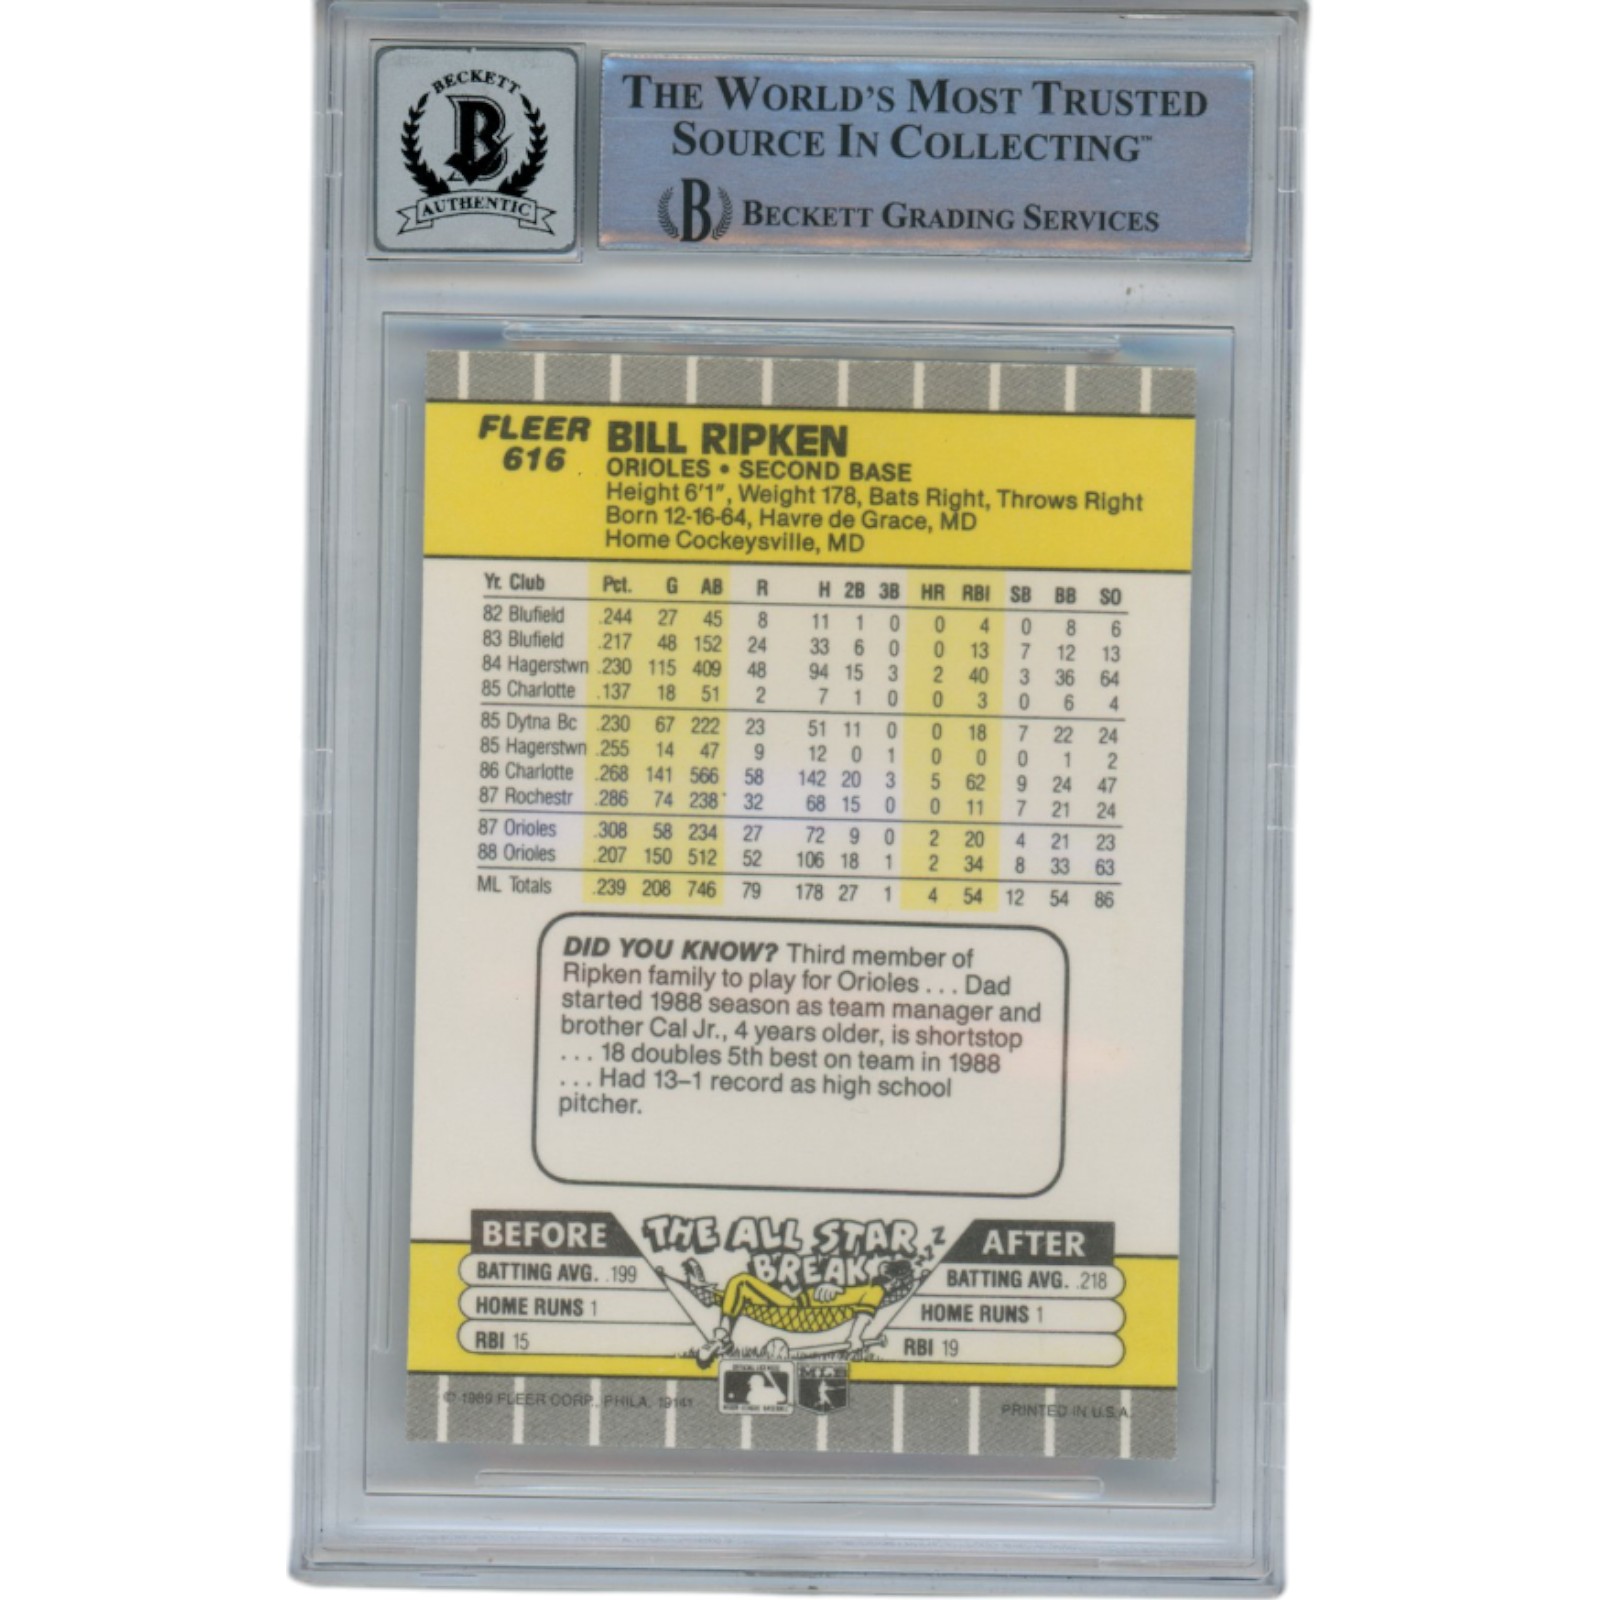 BECKETT
B
AUTHENTIC
THE WORLD'S MOST TRUSTED
SOURCE IN COLLECTING™
B BECKETT GRADING SERVICES
FLEER
616
BILL RIPKEN
ORIOLES • SECOND BASE
Height 6'1", Weight 178, Bats Right, Throws Right
Born 12-16-64, Havre de Grace, MD
Home Cockeysville, MD
Yr. Club Pct. G AB R H 2B 3B HR RBI SB BB SO
82 Blufield .244 27 45 8 11 1 0 0 4 0 8 6
83 Blufield .217 48 152 24 33 6 0 0 13 7 12 13
84 Hagerstwn .230 115 409 48 94 15 3 2 40 3 36 64
85 Charlotte .137 18 51 2 7 1 0 0 3 0 6 4
85 Dytna Bc .230 67 222 23 51 11 0 0 18 7 22 24
85 Hagerstwn .255 14 47 9 12 0 1 0 0 0 1 2
86 Charlotte .268 141 566 58 142 20 3 5 62 9 24 47
87 Rochestr .286 74 238 32 68 15 0 0 11 7 21 24
87 Orioles .308 58 234 27 72 9 0 2 20 4 21 23
88 Orioles .207 150 512 52 106 18 1 2 34 8 33 63
ML Totals .239 208 746 79 178 27 1 4 54 12 54 86
DID YOU KNOW? Third member of
Ripken family to play for Orioles . . . Dad
started 1988 season as team manager and
brother Cal Jr., 4 years older, is shortstop
. . . 18 doubles 5th best on team in 1988
. . . Had 13–1 record as high school
pitcher.
BEFORE
BATTING AVG. .199
HOME RUNS 1
RBI 15
THE ALL STAR
BREAK
Z Z Z
AFTER
BATTING AVG. .218
HOME RUNS 1
RBI 19
MLB
© 1989 FLEER CORP., PHILA. 19141
PRINTED IN U.S.A.